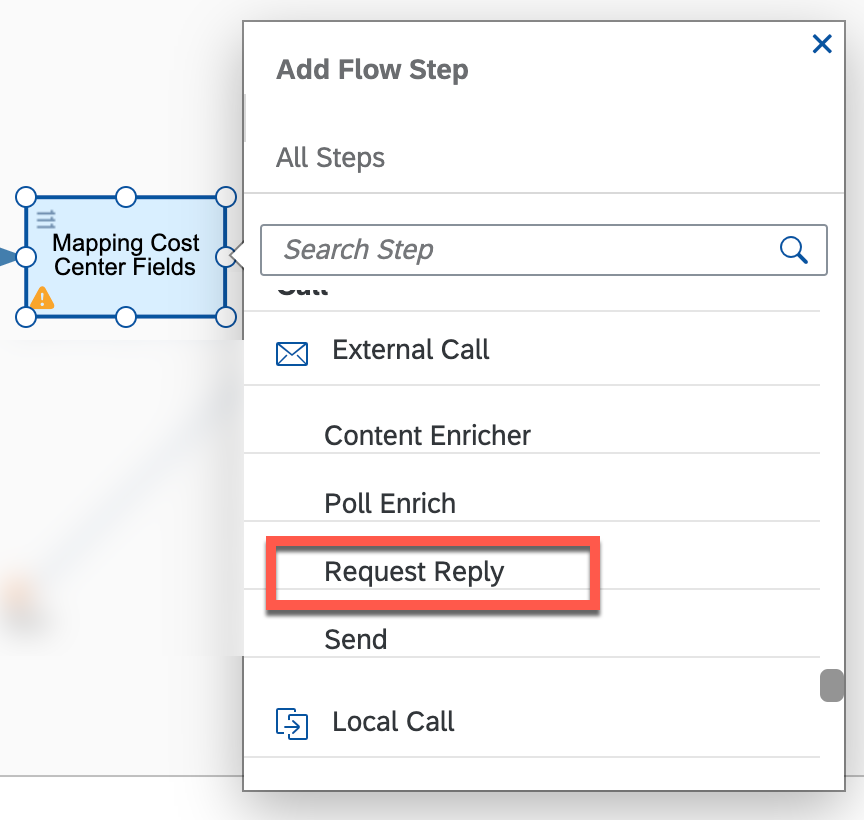 Add Flow Step
All Steps
Mapping Cost
Center Fields
Search Step
Call
External Call
Content Enricher
Poll Enrich
Request Reply
Send
Local Call